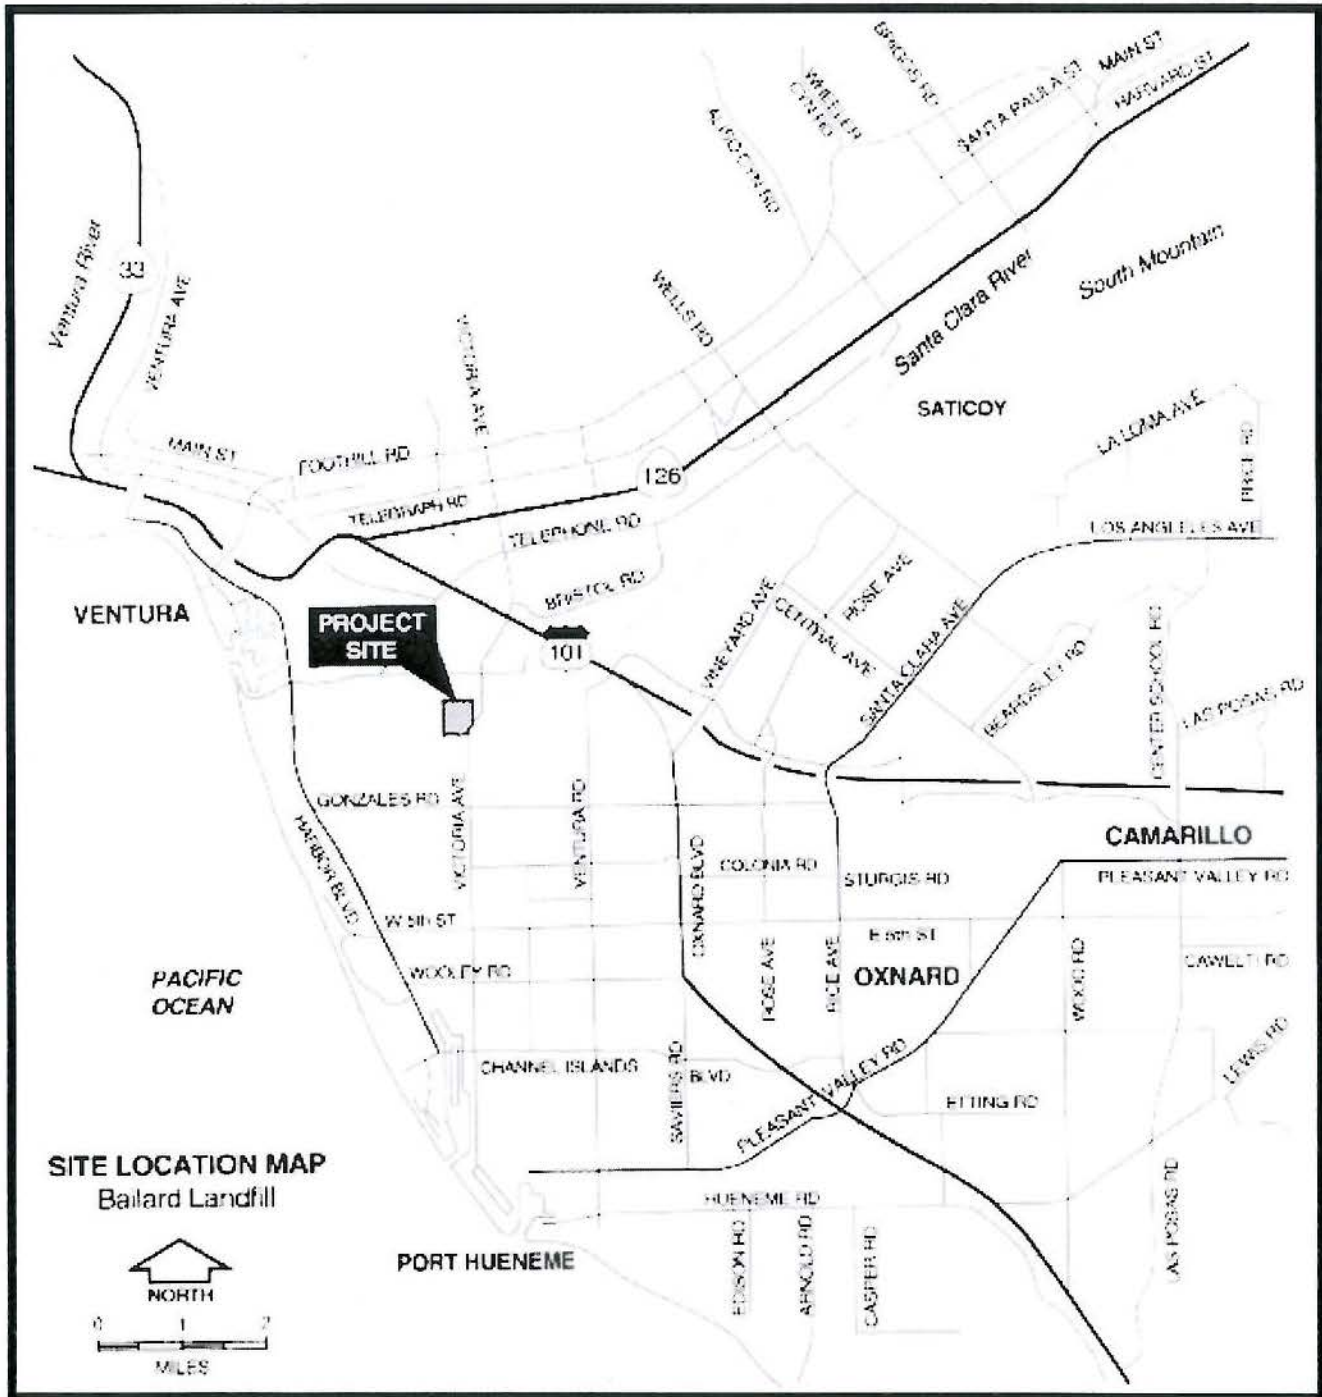 BRIGGS RD
WHEELER
CYN RD
SANTA PAULA ST
MAIN ST
HARVARD ST
ALISO CYN RD
Ventura River
33
VENTURA AVE
VICTORIA AVE
WELLS RD
Santa Clara River
South Mountain
SATICOY
MAIN ST
FOOTHILL RD
TELEGRAPH RD
126
TELEPHONE RD
LA LOMA AVE
PRICE RD
LOS ANGELES AVE
BRISTOL RD
VENTURA
PROJECT
SITE
101
VINEYARD AVE
CENTRAL AVE
ROSE AVE
SANTA CLARA AVE
BEARDSLEY RD
CENTER SCHOOL RD
LAS POSAS RD
GONZALES RD
HARBOR BLVD
VICTORIA AVE
VENTURA RD
OXNARD BLVD
COLONIA RD
STURGIS RD
CAMARILLO
PLEASANT VALLEY RD
W 5th ST
E 5th ST
WOOLEY RD
ROSE AVE
RICE AVE
OXNARD
WOOD RD
CAWELTI RD
PACIFIC
OCEAN
CHANNEL ISLANDS
BLVD
SAVIERS RD
PLEASANT VALLEY RD
ETTING RD
LEWIS RD
SITE LOCATION MAP
Bailard Landfill
NORTH
0 1 2
MILES
HUENEME RD
PORT HUENEME
EDISON RD
ARNOLD RD
CASPER RD
LAS POSAS RD